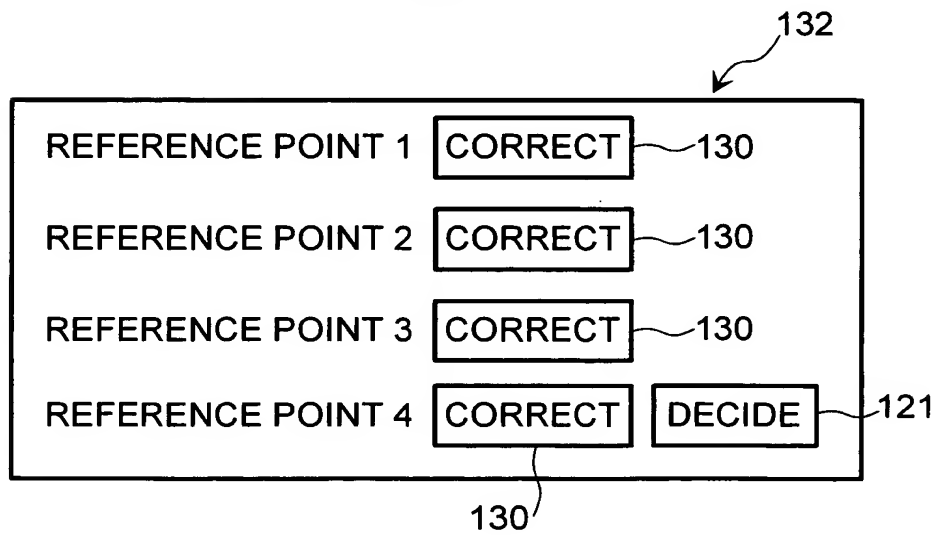 132
REFERENCE POINT 1 CORRECT 130
REFERENCE POINT 2 CORRECT 130
REFERENCE POINT 3 CORRECT 130
REFERENCE POINT 4 CORRECT DECIDE 121
130